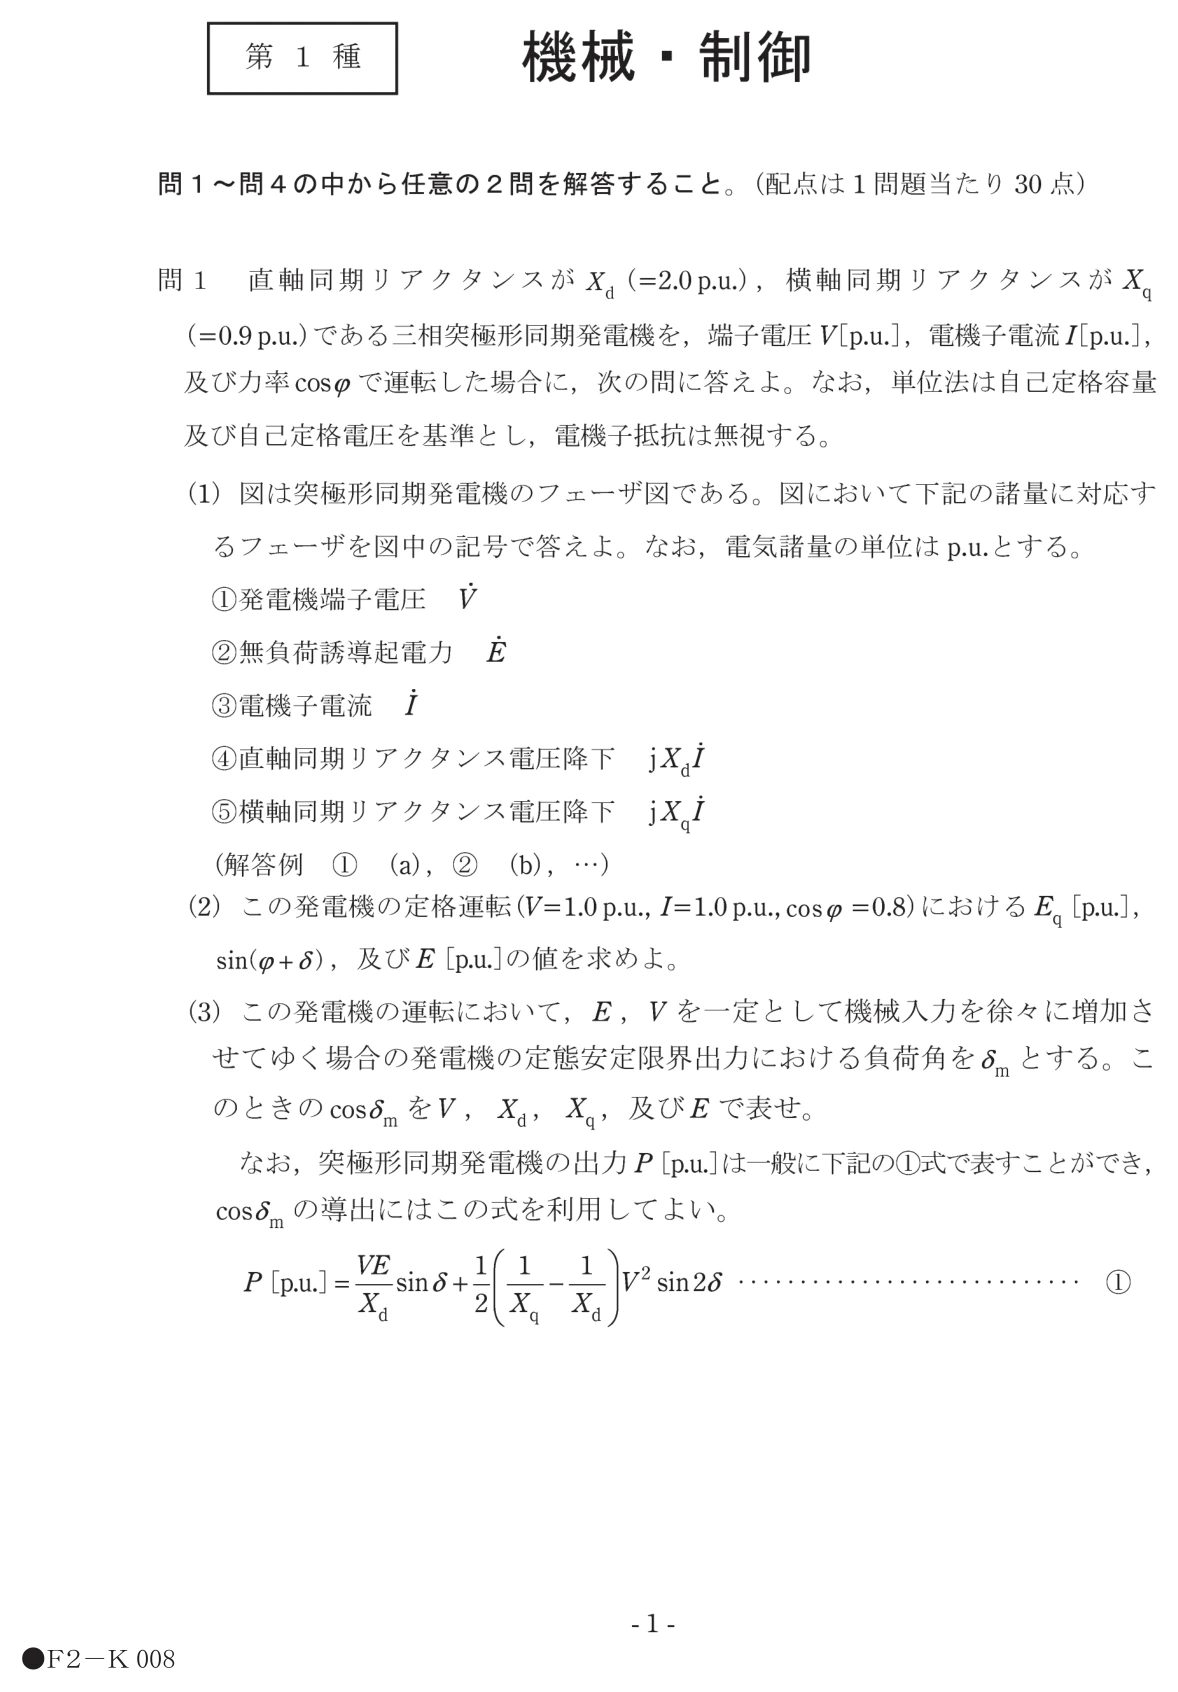 第 1 種
機械・制御
問1~問4の中から任意の2問を解答すること。(配点は1問題当たり 30 点)
問1 直軸同期リアクタンスが X_d (=2.0 p.u.), 横軸同期リアクタンスが X_q
(=0.9 p.u.)である三相突極形同期発電機を, 端子電圧 V[p.u.], 電機子電流 I[p.u.],
及び力率 cosφ で運転した場合に, 次の問に答えよ。なお, 単位法は自己定格容量
及び自己定格電圧を基準とし, 電機子抵抗は無視する。
(1) 図は突極形同期発電機のフェーザ図である。図において下記の諸量に対応す
るフェーザを図中の記号で答えよ。なお, 電気諸量の単位は p.u.とする。
①発電機端子電圧 V̇
②無負荷誘導起電力 Ė
③電機子電流 İ
④直軸同期リアクタンス電圧降下 jX_dİ
⑤横軸同期リアクタンス電圧降下 jX_qİ
(解答例 ① (a), ② (b), …)
(2) この発電機の定格運転(V=1.0 p.u., I=1.0 p.u., cosφ =0.8)における E_q [p.u.],
sin(φ+δ), 及び E [p.u.]の値を求めよ。
(3) この発電機の運転において, E, V を一定として機械入力を徐々に増加さ
せてゆく場合の発電機の定態安定限界出力における負荷角を δ_m とする。こ
のときの cosδ_m を V, X_d, X_q, 及び E で表せ。
なお, 突極形同期発電機の出力 P [p.u.]は一般に下記の①式で表すことができ,
cosδ_m の導出にはこの式を利用してよい。
P [p.u.] = VE/X_d sinδ + 1/2 (1/X_q − 1/X_d) V² sin2δ ････････････････････････････ ①
- 1 -
●F2−K 008